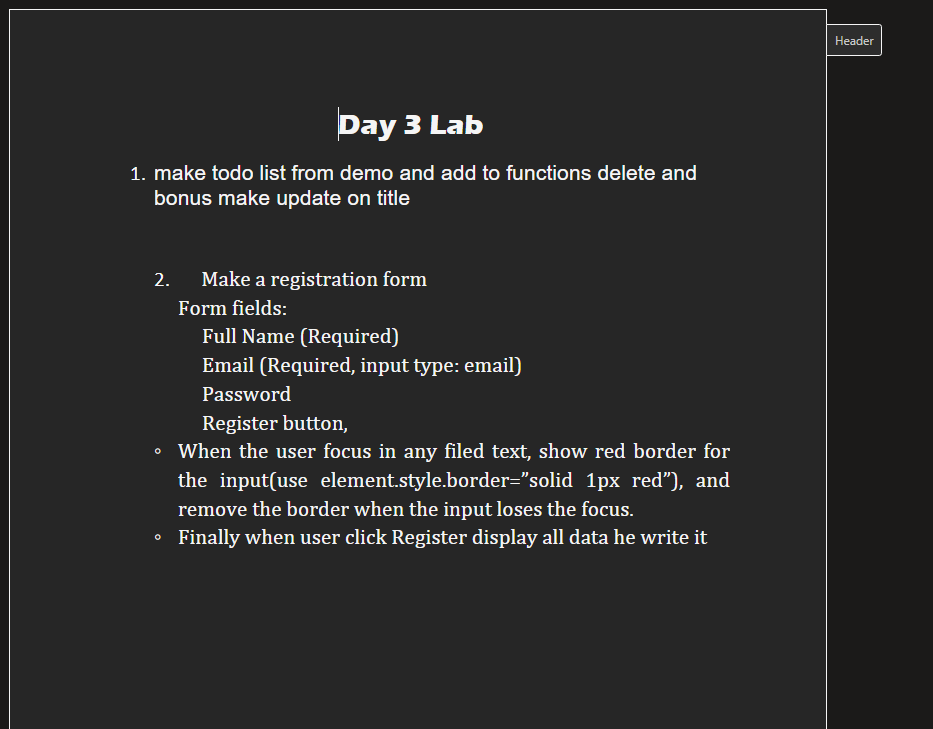 Header
Day 3 Lab
1. make todo list from demo and add to functions delete and
bonus make update on title
2. Make a registration form
Form fields:
Full Name (Required)
Email (Required, input type: email)
Password
Register button,
◦ When the user focus in any filed text, show red border for
the input(use element.style.border=”solid 1px red”), and
remove the border when the input loses the focus.
◦ Finally when user click Register display all data he write it